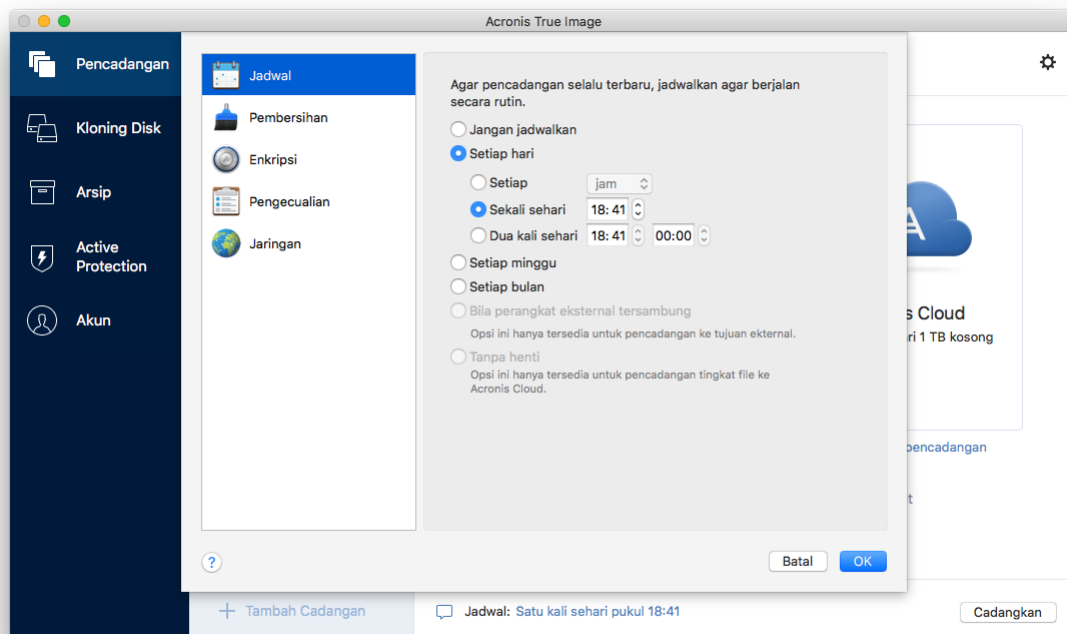 Acronis True Image
Pencadangan
Kloning Disk
Arsip
Active
Protection
Akun
Jadwal
Pembersihan
Enkripsi
Pengecualian
Jaringan
Agar pencadangan selalu terbaru, jadwalkan agar berjalan
secara rutin.
Jangan jadwalkan
Setiap hari
Setiap jam
Sekali sehari 18:41
Dua kali sehari 18:41 00:00
Setiap minggu
Setiap bulan
Bila perangkat eksternal tersambung
Opsi ini hanya tersedia untuk pencadangan ke tujuan ekternal.
Tanpa henti
Opsi ini hanya tersedia untuk pencadangan tingkat file ke
Acronis Cloud.
? Batal OK
A
s Cloud
ri 1 TB kosong
pencadangan
t
+ Tambah Cadangan
Jadwal: Satu kali sehari pukul 18:41
Cadangkan